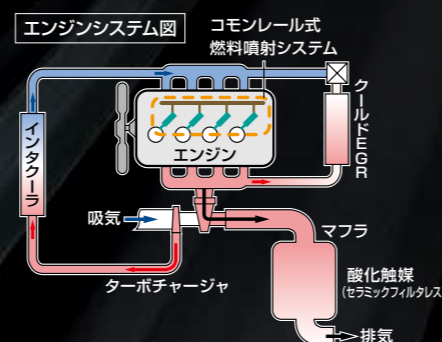 エンジンシステム図
コモンレール式
燃料噴射システム
インタクーラ
エンジン
クールドEGR
吸気
マフラ
ターボチャージャ
酸化触媒
(セラミックフィルタレス)
排気